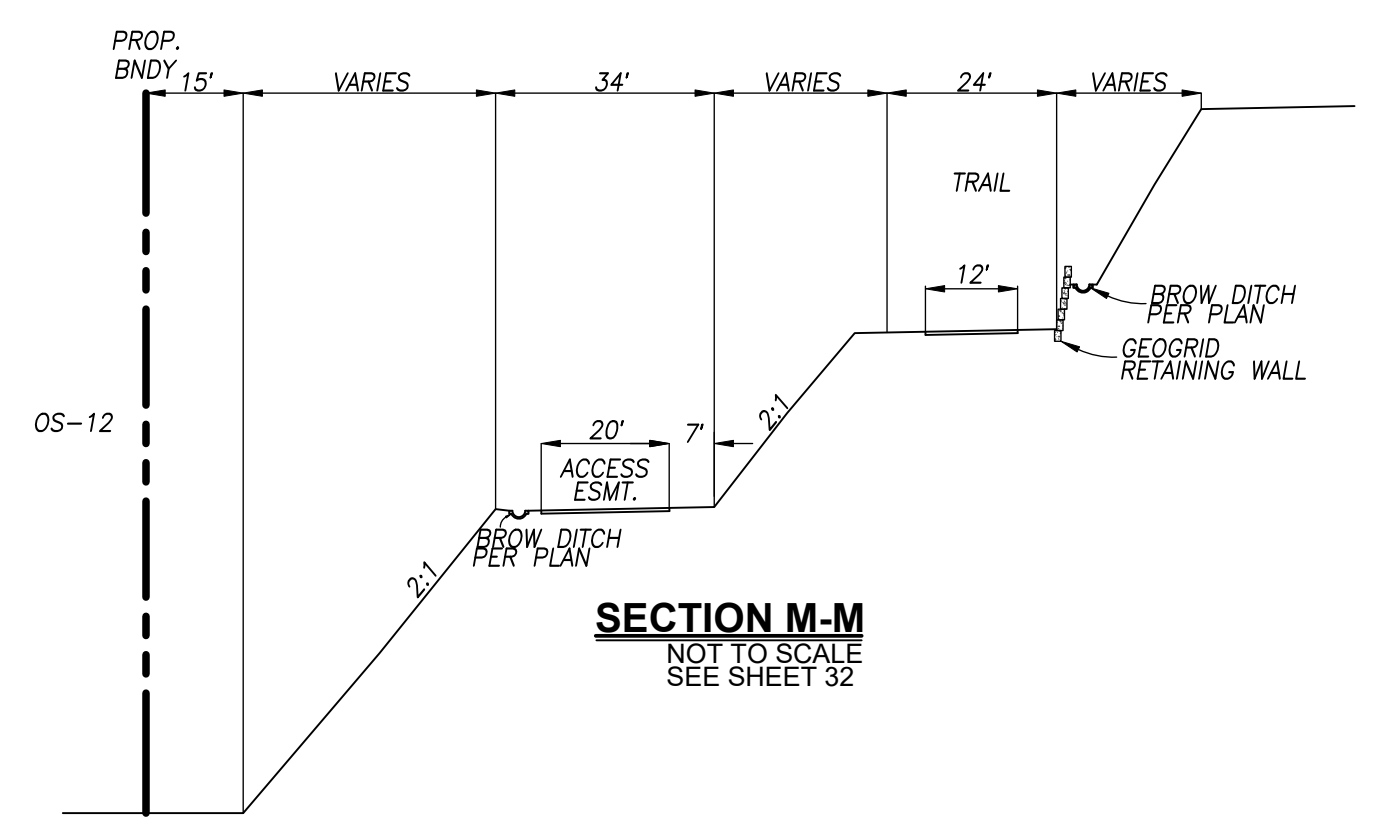 PROP.
BNDY
15'
VARIES
34'
VARIES
24'
VARIES
TRAIL
12'
BROW DITCH
PER PLAN
GEOGRID
RETAINING WALL
OS-12
2:1
20'
7'
ACCESS
ESMT.
BROW DITCH
PER PLAN
2:1
SECTION M-M
NOT TO SCALE
SEE SHEET 32